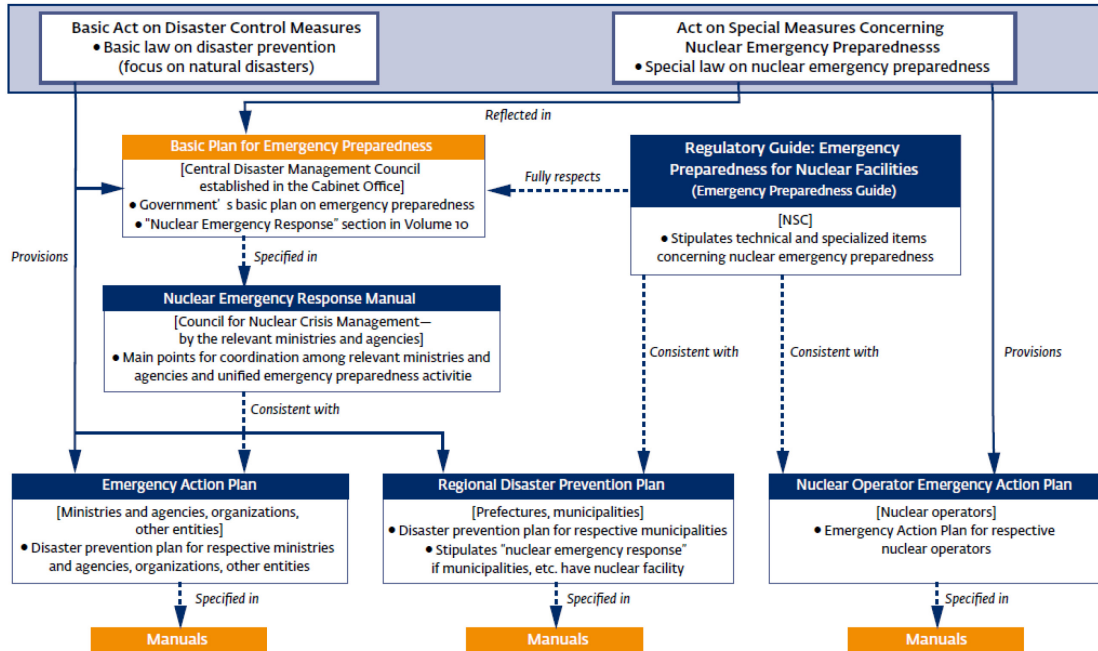 Basic Act on Disaster Control Measures
• Basic law on disaster prevention
(focus on natural disasters)
Act on Special Measures Concerning
Nuclear Emergency Preparednesss
• Special law on nuclear emergency preparedness
Reflected in
Basic Plan for Emergency Preparedness
[Central Disaster Management Council
established in the Cabinet Office]
• Government's basic plan on emergency preparedness
• "Nuclear Emergency Response" section in Volume 10
Fully respects
Regulatory Guide: Emergency
Preparedness for Nuclear Facilities
(Emergency Preparedness Guide)
[NSC]
• Stipulates technical and specialized items
concerning nuclear emergency preparedness
Provisions
Specified in
Nuclear Emergency Response Manual
[Council for Nuclear Crisis Management—
by the relevant ministries and agencies]
• Main points for coordination among relevant ministries and
agencies and unified emergency preparedness activitie
Consistent with
Consistent with
Provisions
Consistent with
Emergency Action Plan
[Ministries and agencies, organizations,
other entities]
• Disaster prevention plan for respective ministries
and agencies, organizations, other entities
Regional Disaster Prevention Plan
[Prefectures, municipalities]
• Disaster prevention plan for respective municipalities
• Stipulates "nuclear emergency response"
if municipalities, etc. have nuclear facility
Nuclear Operator Emergency Action Plan
[Nuclear operators]
• Emergency Action Plan for respective
nuclear operators
Specified in
Specified in
Specified in
Manuals
Manuals
Manuals